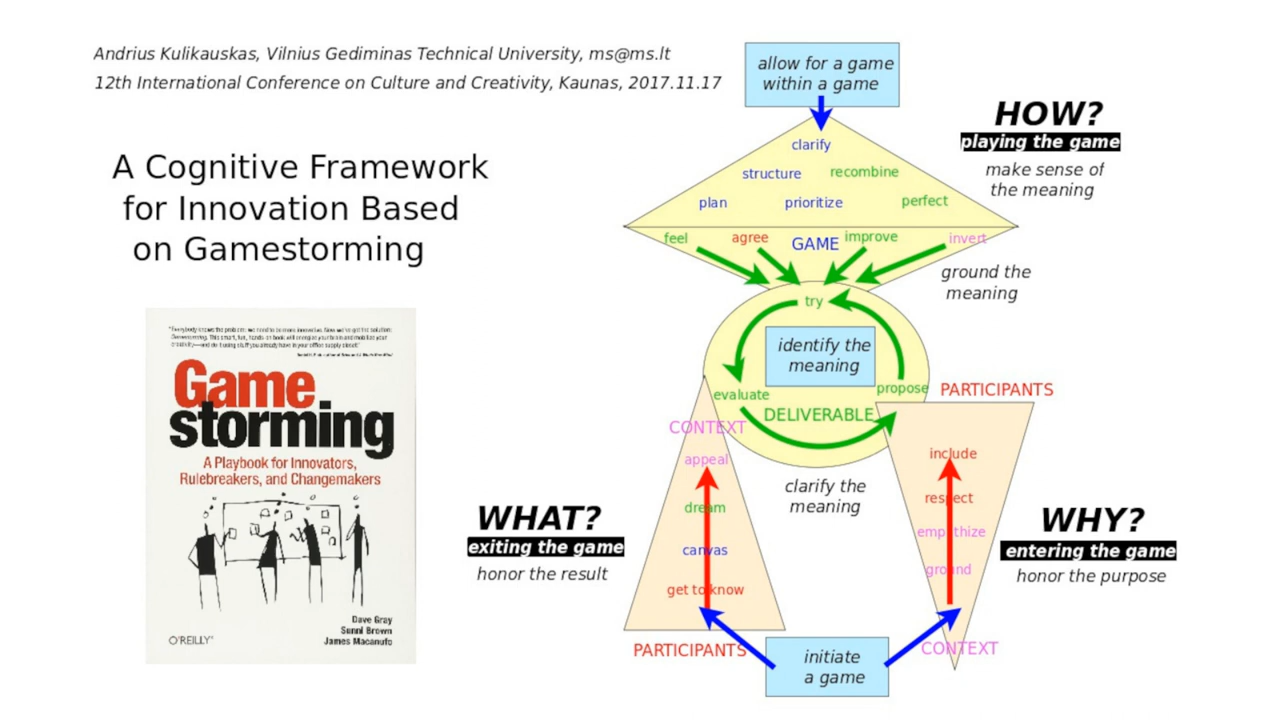 Andrius Kulikauskas, Vilnius Gediminas Technical University, ms@ms.lt
12th International Conference on Culture and Creativity, Kaunas, 2017.11.17
A Cognitive Framework
for Innovation Based
on Gamestorming
Game
storming
A Playbook for Innovators,
Rulebreakers, and Changemakers
Dave Gray
Sunni Brown
James Macanufo
O'REILLY
allow for a game
within a game
HOW?
playing the game
make sense of
the meaning
clarify
structure recombine
plan prioritize perfect
feel agree GAME improve invert
ground the
meaning
try
identify the
meaning
evaluate propose
DELIVERABLE
PARTICIPANTS
CONTEXT
appeal
dream
canvas
get to know
PARTICIPANTS
clarify the
meaning
include
respect
empathize
ground
CONTEXT
WHAT?
exiting the game
honor the result
WHY?
entering the game
honor the purpose
initiate
a game